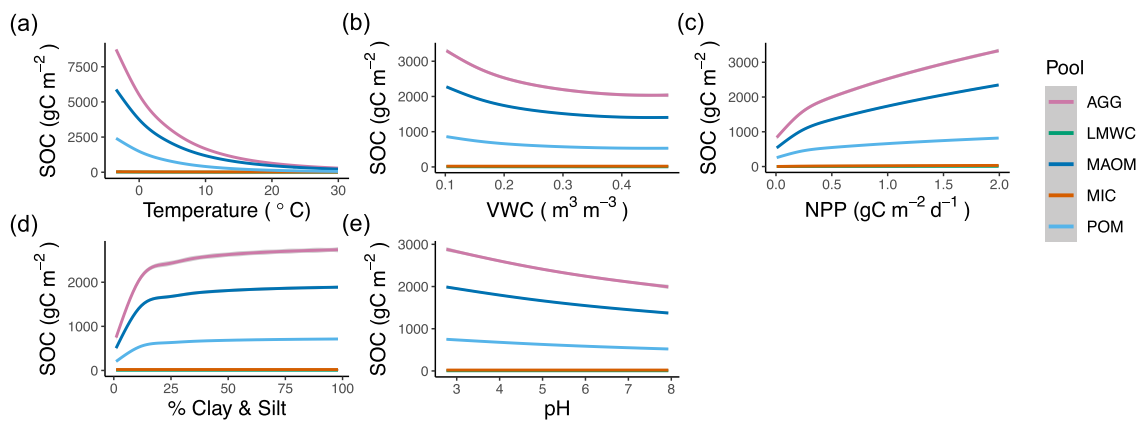 (a)
SOC (gC m⁻² )
7500
5000
2500
0
0
10
20
30
Temperature ( ° C)
(b)
SOC (gC m⁻² )
3000
2000
1000
0
0.1
0.2
0.3
0.4
VWC ( m³ m⁻³ )
(c)
SOC (gC m⁻² )
3000
2000
1000
0
0.0
0.5
1.0
1.5
2.0
NPP (gC m⁻² d⁻¹ )
Pool
AGG
LMWC
MAOM
MIC
POM
(d)
SOC (gC m⁻² )
2000
1000
0
0
25
50
75
100
% Clay & Silt
(e)
SOC (gC m⁻² )
3000
2000
1000
0
3
4
5
6
7
8
pH